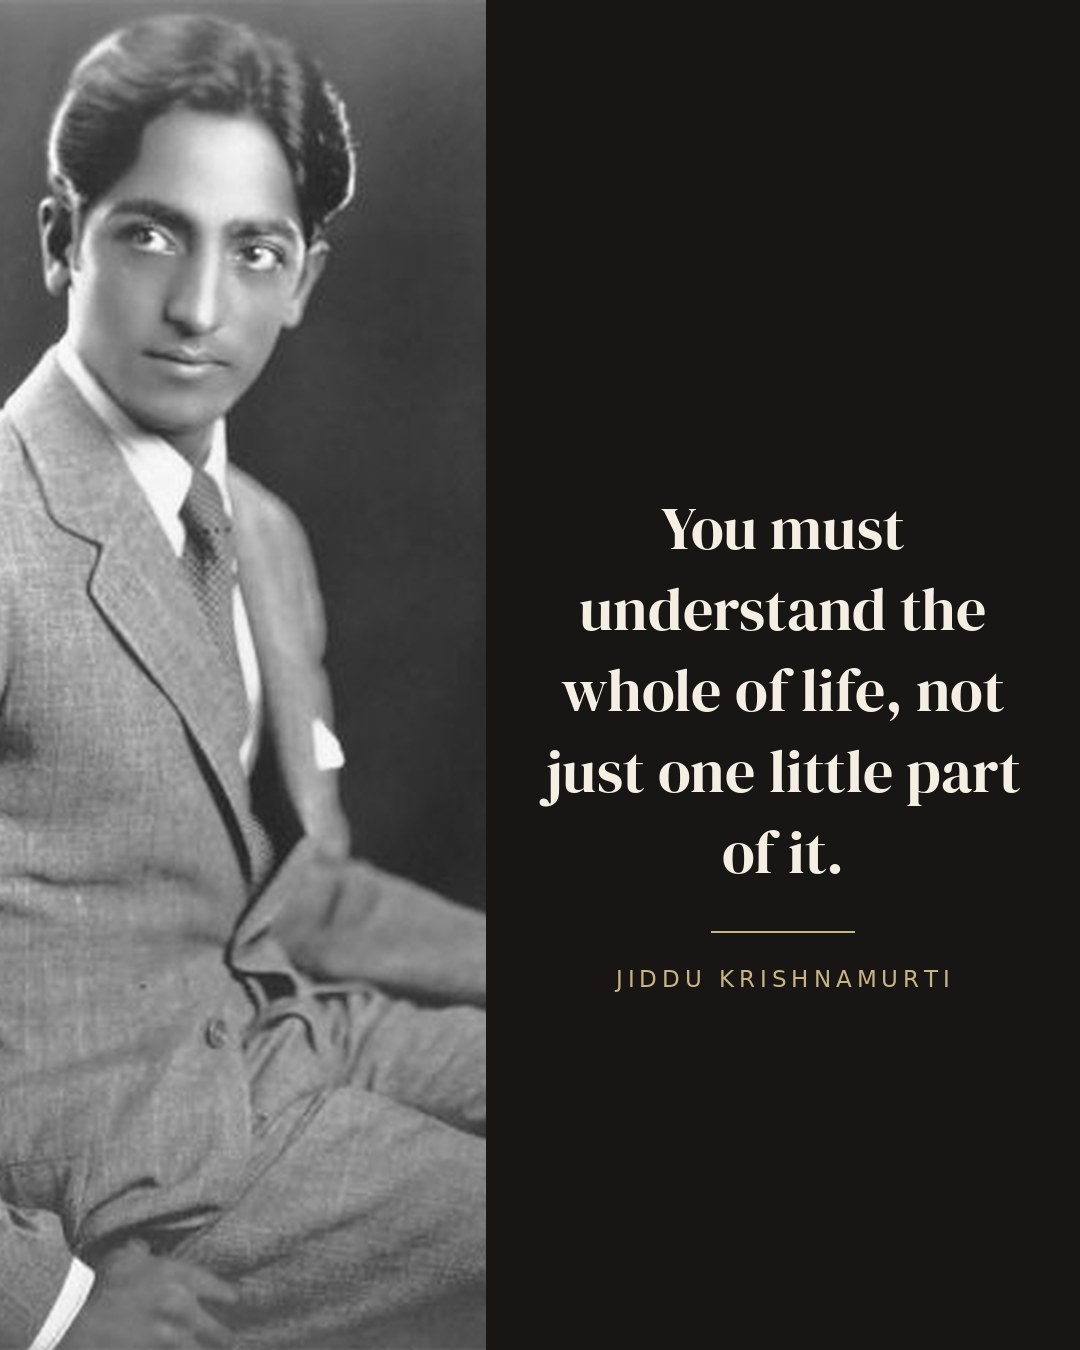 You must
understand the
whole of life, not
just one little part
of it.
JIDDU KRISHNAMURTI